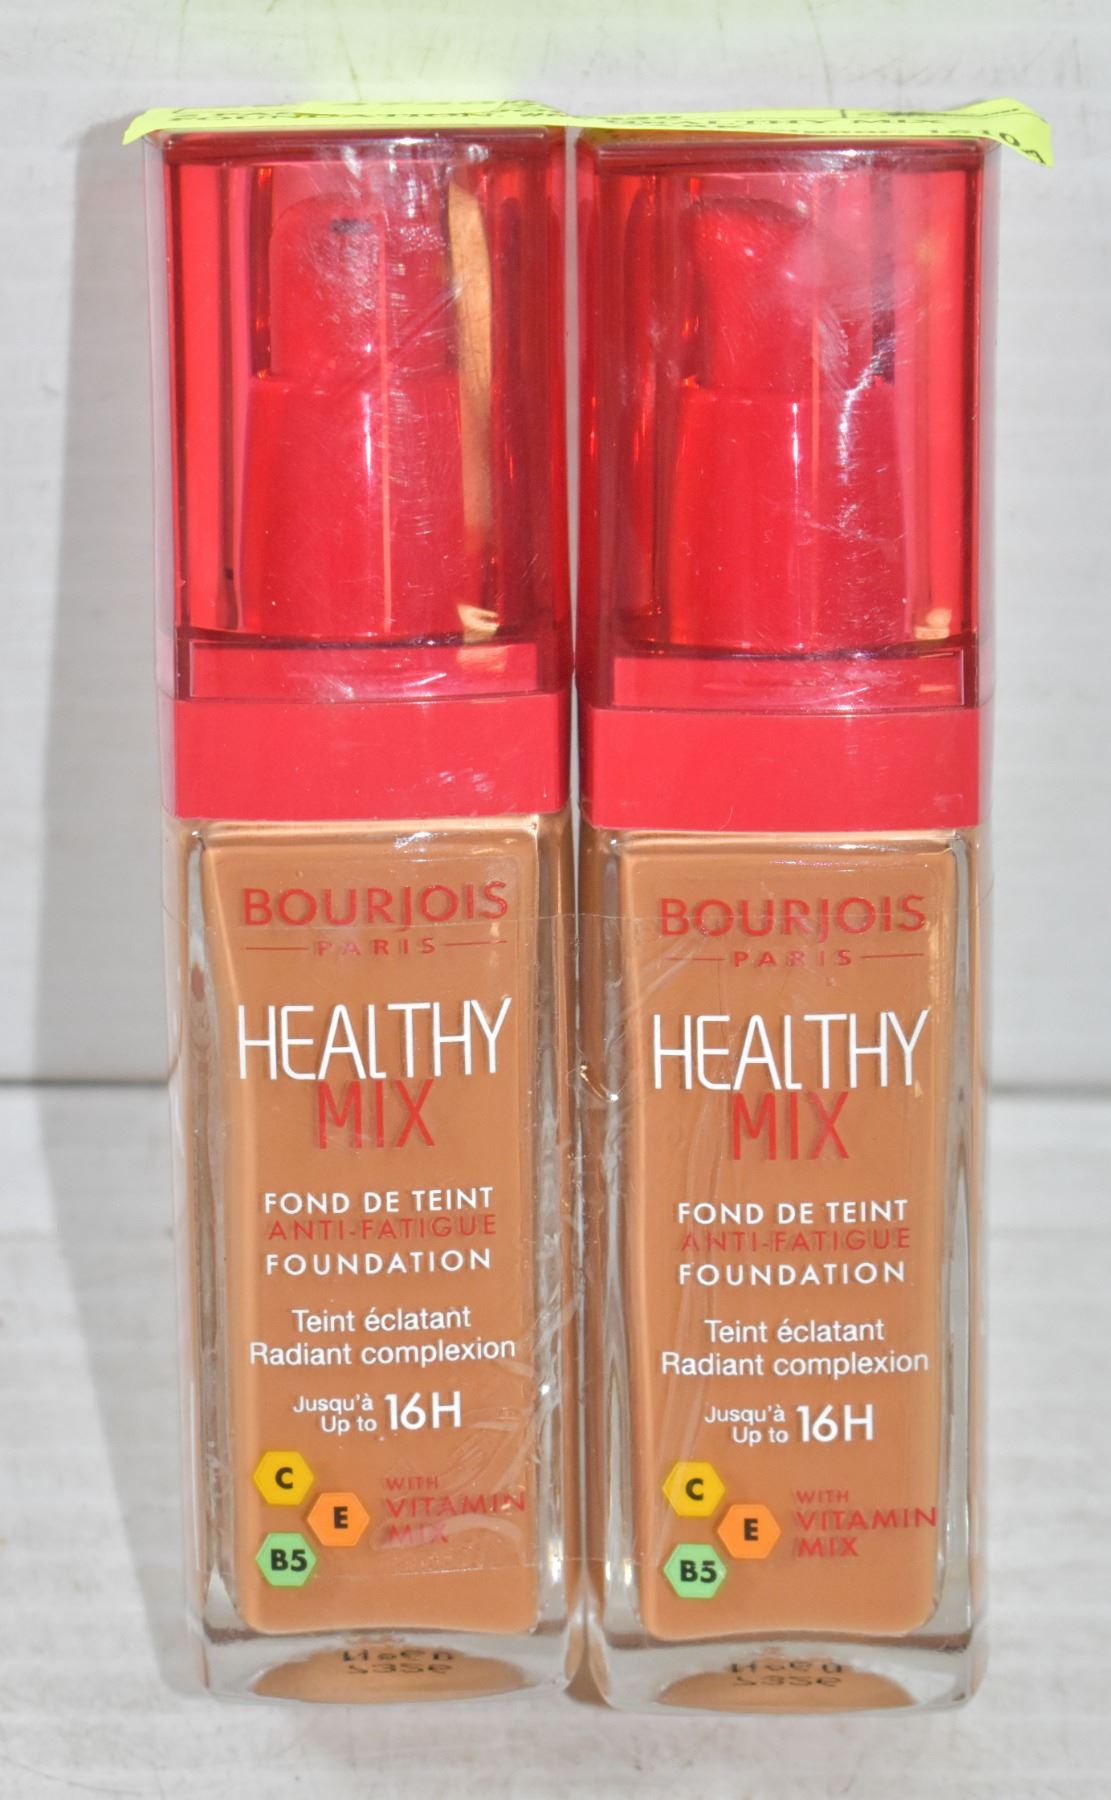 BOURJOIS
PARIS
HEALTHY
MIX
FOND DE TEINT
ANTI-FATIGUE
FOUNDATION
Teint éclatant
Radiant complexion
Jusqu'à
Up to 16H
C
E
B5
WITH
VITAMIN
MIX
BOURJOIS
PARIS
HEALTHY
MIX
FOND DE TEINT
ANTI-FATIGUE
FOUNDATION
Teint éclatant
Radiant complexion
Jusqu'à
Up to 16H
C
E
B5
WITH
VITAMIN
MIX